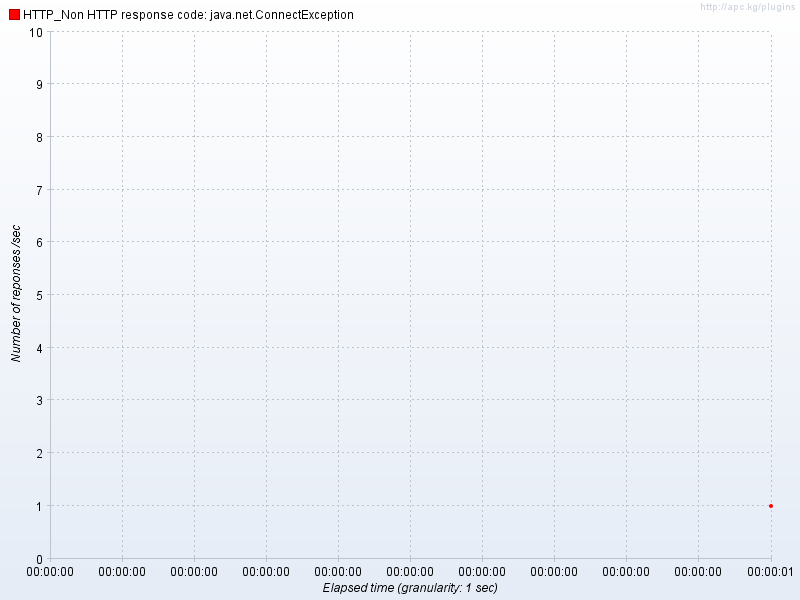 http://apc.kg/plugins
HTTP_Non HTTP response code: java.net.ConnectException
10
9
8
7
6
5
4
3
2
1
0
Number of reponses /sec
00:00:00 00:00:00 00:00:00 00:00:00 00:00:00 00:00:00 00:00:00 00:00:00 00:00:00 00:00:00 00:00:01
Elapsed time (granularity: 1 sec)